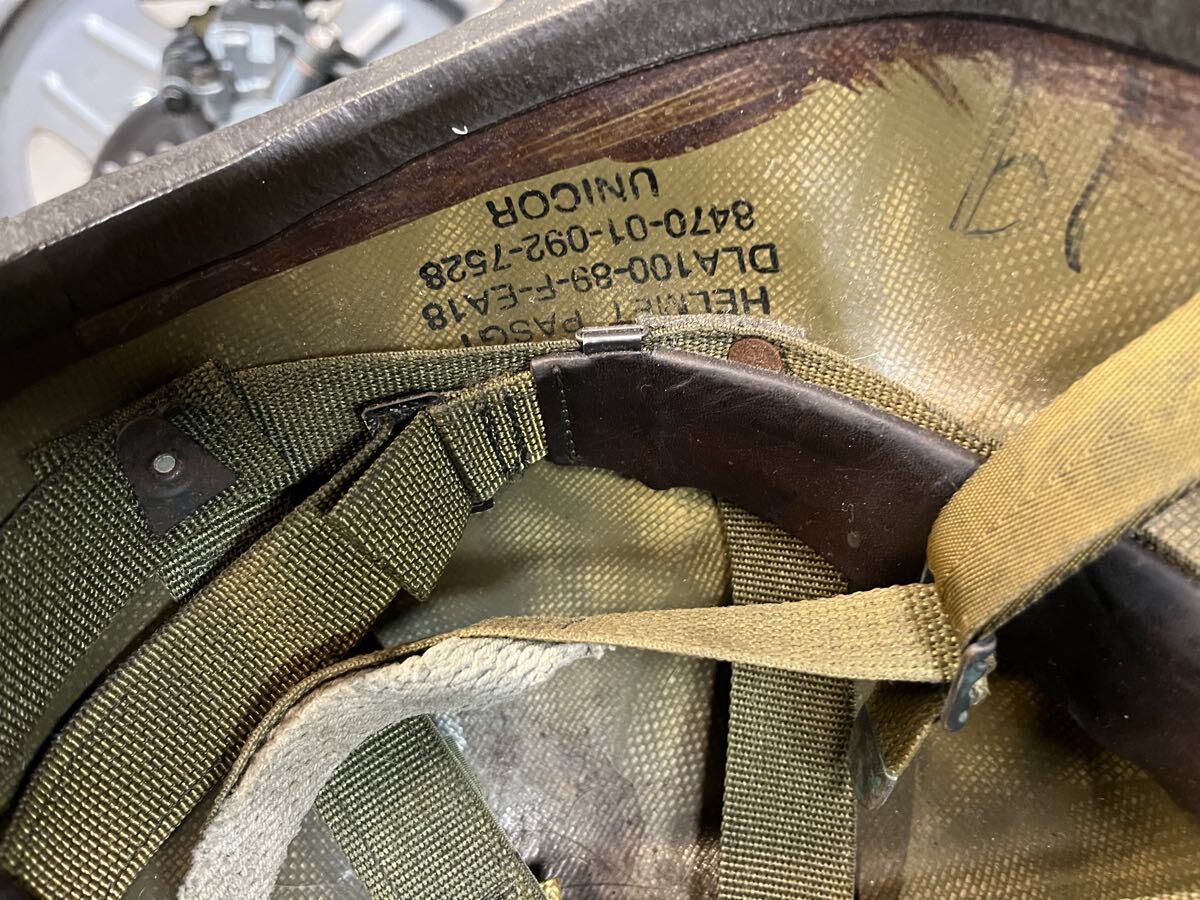 HELMET PASGT
DLA100-89-F-EA18
8470-01-092-7528
UNICOR